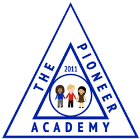 THE PIONEER
ACADEMY
2011